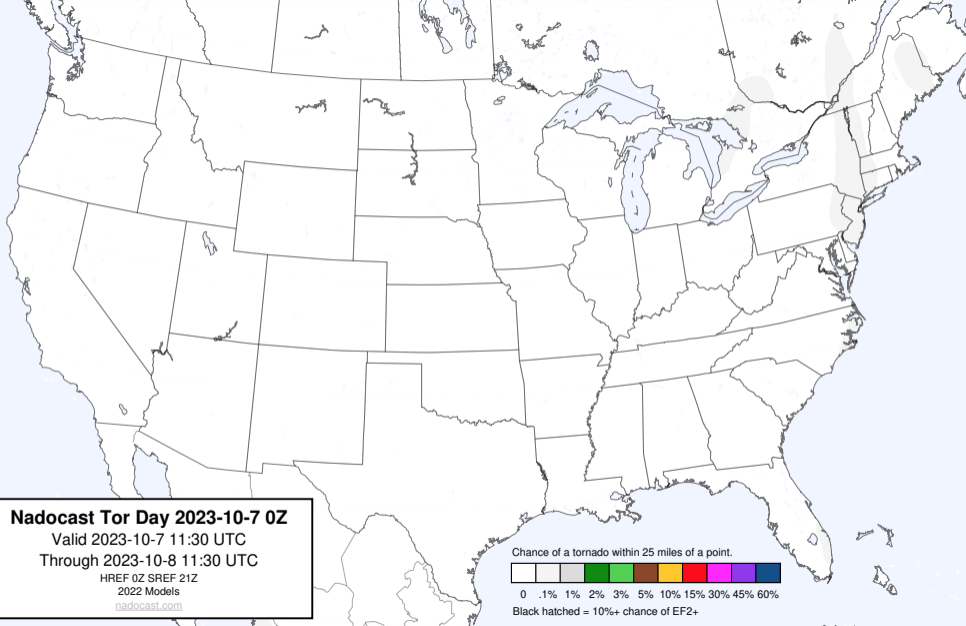 Nadocast Tor Day 2023-10-7 0Z
Valid 2023-10-7 11:30 UTC
Through 2023-10-8 11:30 UTC
HREF 0Z SREF 21Z
2022 Models
nadocast.com
Chance of a tornado within 25 miles of a point.
0 .1% 1% 2% 3% 5% 10% 15% 30% 45% 60%
Black hatched = 10%+ chance of EF2+